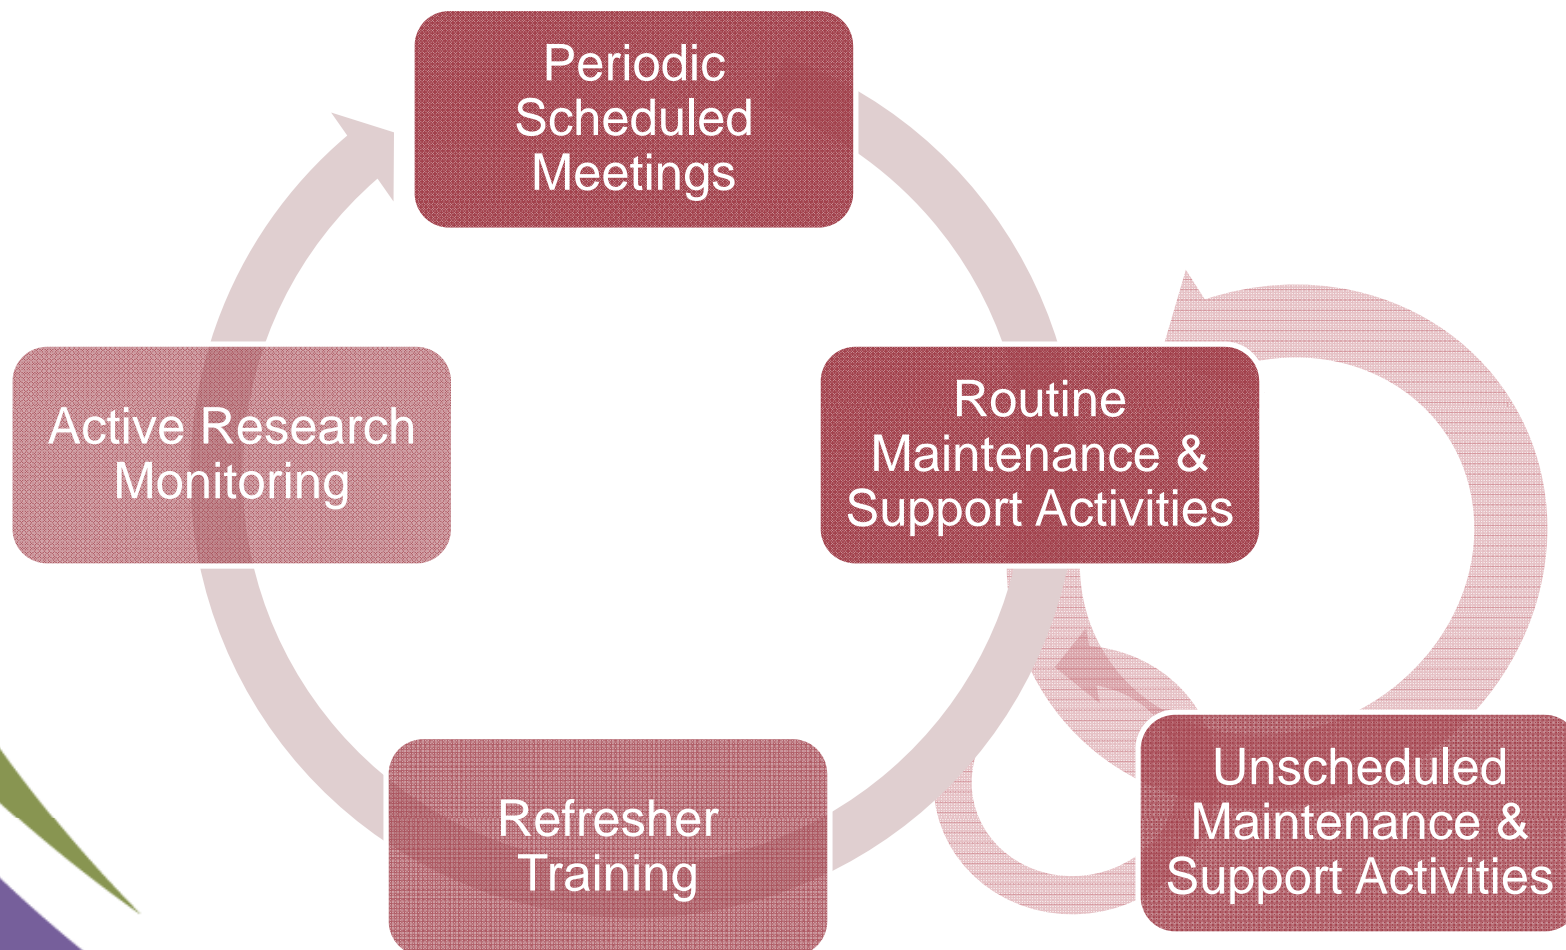 Periodic
Scheduled
Meetings
Active Research
Monitoring
Routine
Maintenance &
Support Activities
Refresher
Training
Unscheduled
Maintenance &
Support Activities